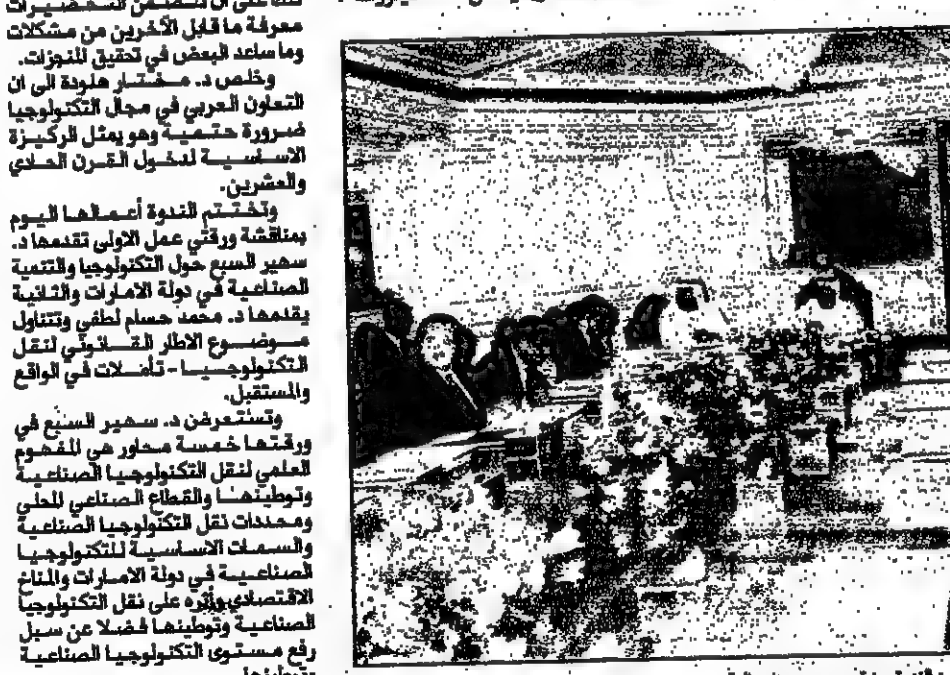 معرفة ما قابل الآخرين من مشكلات
وما ساعد البعض في تحقيق المنجزات.
وخلص د. مختار هلودة الى ان
التعاون العربي في مجال التكنولوجيا
ضرورة حتمية وهو يمثل الركيزة
الاساسية لدخول القرن الحادي
والعشرين.
وتختتم الندوة أعمالها اليوم
بمناقشة ورقتي عمل الاولى تقدمها د.
سهير السبع حول التكنولوجيا والتنمية
الصناعية في دولة الامارات والثانية
يقدمها د. محمد حسام لطفي وتتناول
موضوع الاطار القانوني لنقل
التكنولوجيا - تأملات في الواقع
والمستقبل.
وتستعرض د. سهير السبع في
ورقتها خمسة محاور هي المفهوم
العلمي لنقل التكنولوجيا الصناعية
وتوطينها والقطاع الصناعي المحلي
ومحددات نقل التكنولوجيا الصناعية
والسمات الاساسية للتكنولوجيا
الصناعية في دولة الامارات والمناخ
الاقتصادي وأثره على نقل التكنولوجيا
الصناعية وتوطينها فضلا عن سبل
رفع مستوى التكنولوجيا الصناعية